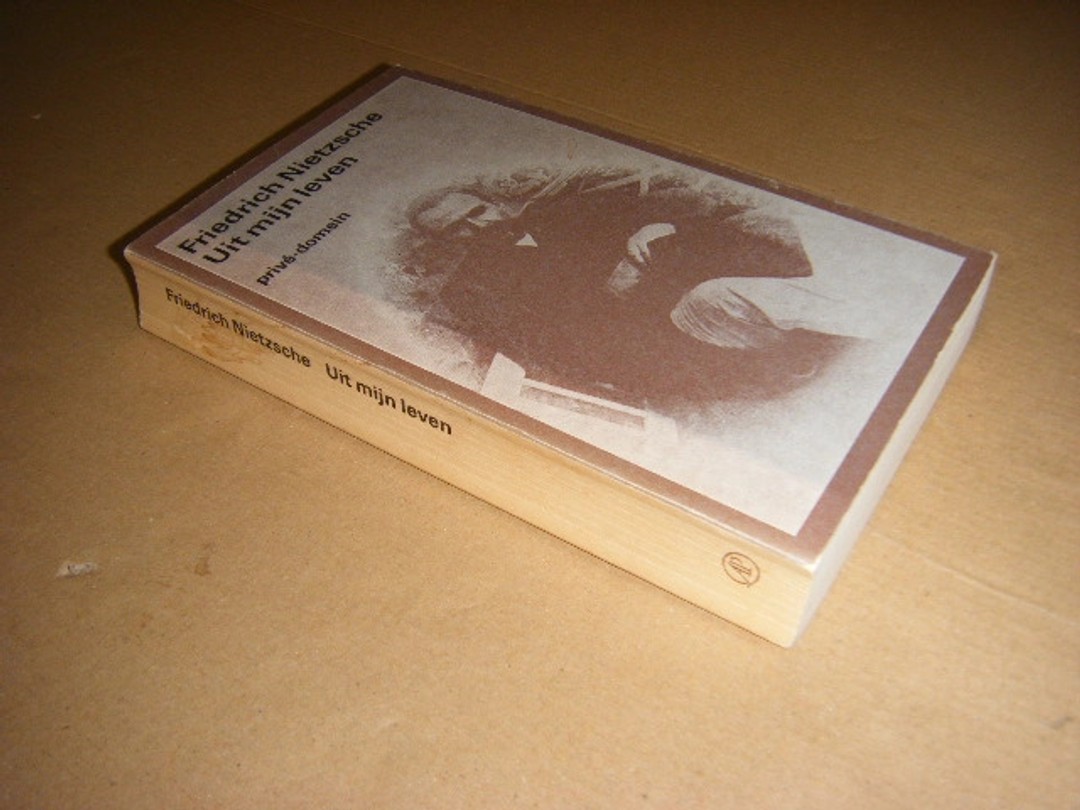 Friedrich Nietzsche
Uit mijn leven
privé-domein
Friedrich Nietzsche Uit mijn leven